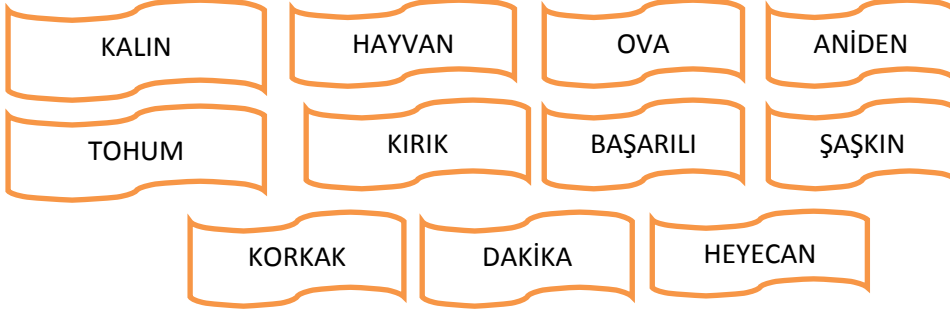 KALIN HAYVAN OVA ANİDEN
TOHUM KIRIK BAŞARILI ŞAŞKIN
KORKAK DAKİKA HEYECAN